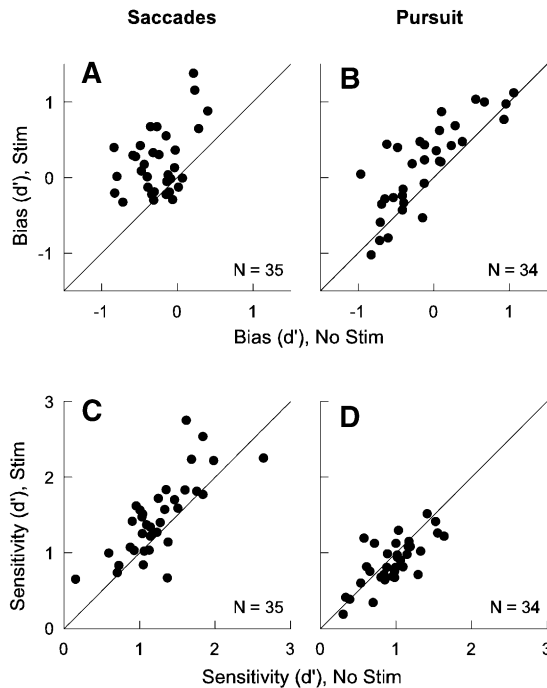 Saccades
Pursuit
A
B
Bias (d'), Stim
1
0
-1
N = 35
N = 34
-1
0
1
-1
0
1
Bias (d'), No Stim
C
D
Sensitivity (d'), Stim
3
2
1
0
N = 35
N = 34
0
1
2
3
0
1
2
3
Sensitivity (d'), No Stim